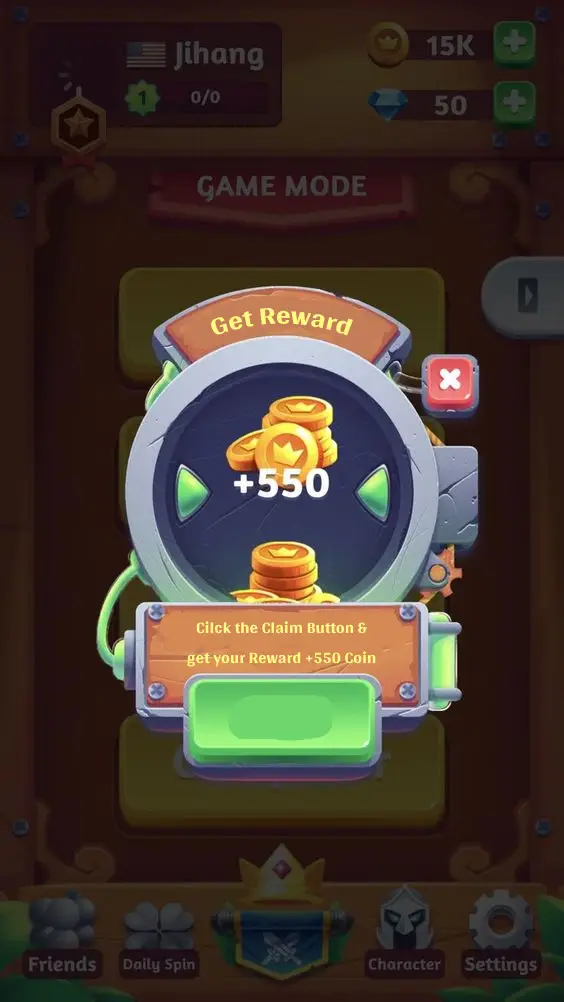 Jihang
15K
1
0/0
50
GAME MODE
Get Reward
+550
Cilck the Claim Button &
get your Reward +550 Coin
Friends
Daily Spin
Character
Settings